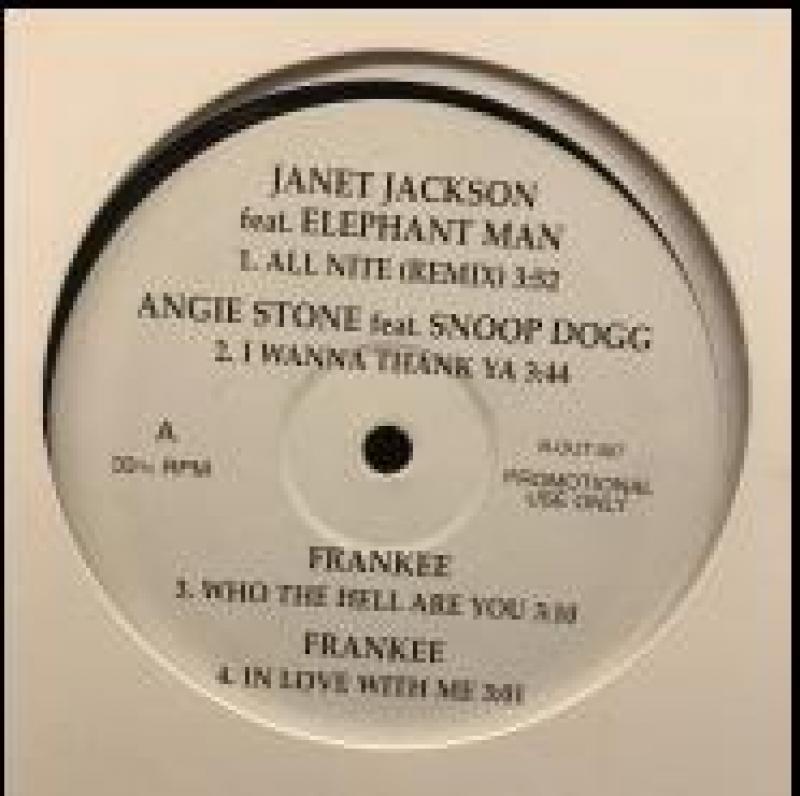 JANET JACKSON
feat. ELEPHANT MAN
1. ALL NITE (REMIX) 3:52
ANGIE STONE feat. SNOOP DOGG
2. I WANNA THANK YA 3:44
A
33⅓ RPM
PROMOTIONAL
USE ONLY
FRANKEE
3. WHO THE HELL ARE YOU
FRANKEE
4. IN LOVE WITH ME